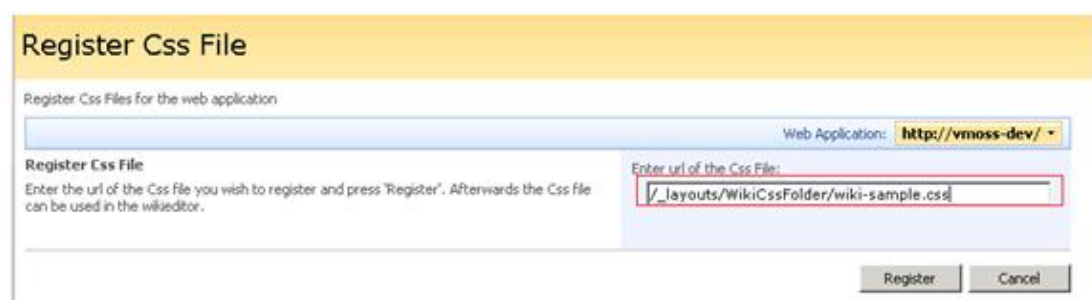 Register Css File
Register Css Files for the web application
Web Application: http://vmoss-dev/
Register Css File
Enter the url of the Css file you wish to register and press 'Register'. Afterwards the Css file
can be used in the wikieditor.
Enter url of the Css File:
/_layouts/WikiCssFolder/wiki-sample.css
Register Cancel